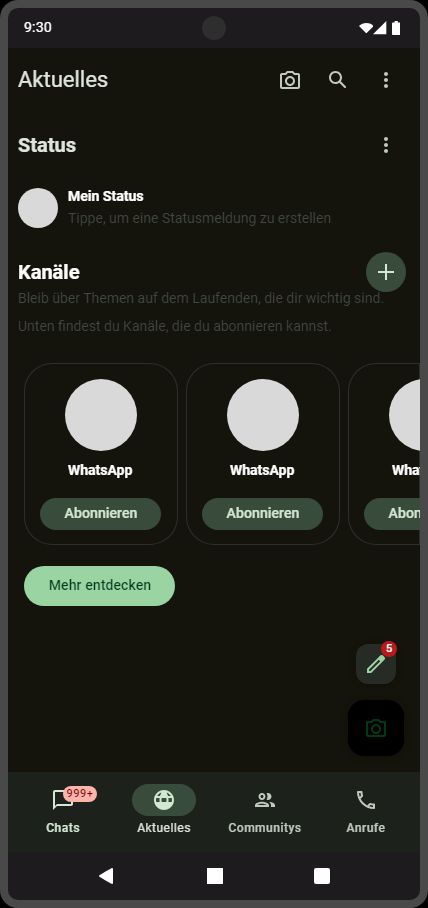 9:30
Aktuelles
Status
Mein Status
Tippe, um eine Statusmeldung zu erstellen
Kanäle
Bleib über Themen auf dem Laufenden, die dir wichtig sind.
Unten findest du Kanäle, die du abonnieren kannst.
WhatsApp WhatsApp Wha
Abonnieren Abonnieren Abon
Mehr entdecken
5
999+
Chats Aktuelles Communitys Anrufe